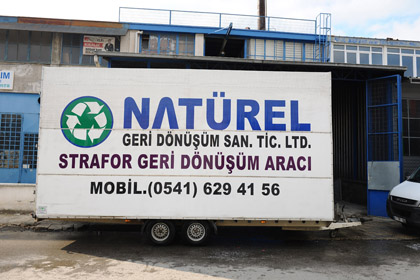 NATÜREL
GERİ DÖNÜŞÜM SAN. TİC. LTD.
STRAFOR GERİ DÖNÜŞÜM ARACI
MOBİL.(0541) 629 41 56